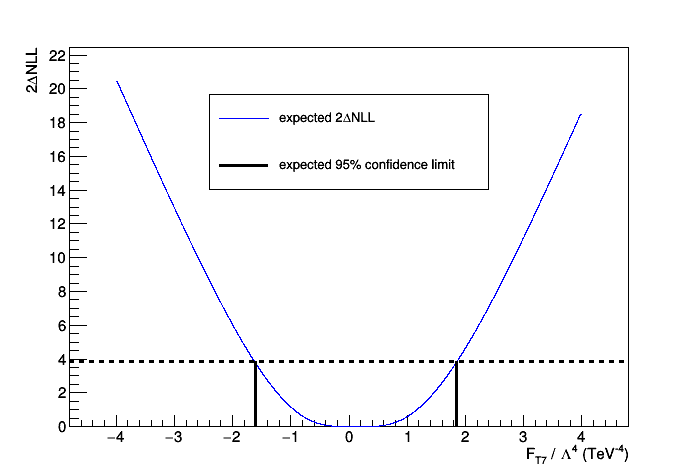 2ΔNLL
22
20
18
16
14
12
10
8
6
4
2
0
expected 2ΔNLL
expected 95% confidence limit
−4 −3 −2 −1 0 1 2 3 4
F_T7 / Λ^4 (TeV^-4)